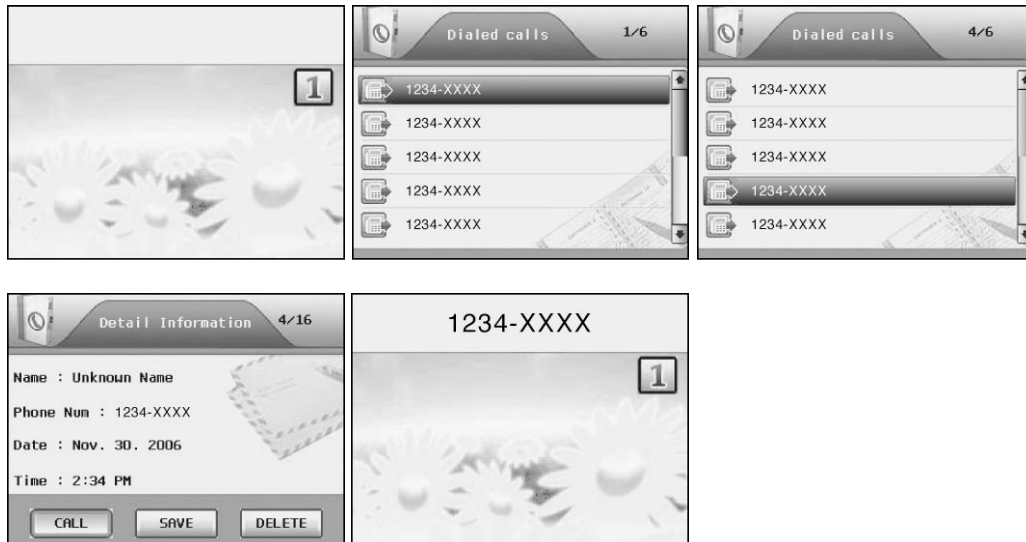 1
Dialed calls 1/6
1234-XXXX
1234-XXXX
1234-XXXX
1234-XXXX
1234-XXXX
Dialed calls 4/6
1234-XXXX
1234-XXXX
1234-XXXX
1234-XXXX
1234-XXXX
Detail Information 4/16
Name : Unknown Name
Phone Num : 1234-XXXX
Date : Nov. 30. 2006
Time : 2:34 PM
CALL SAVE DELETE
1234-XXXX
1